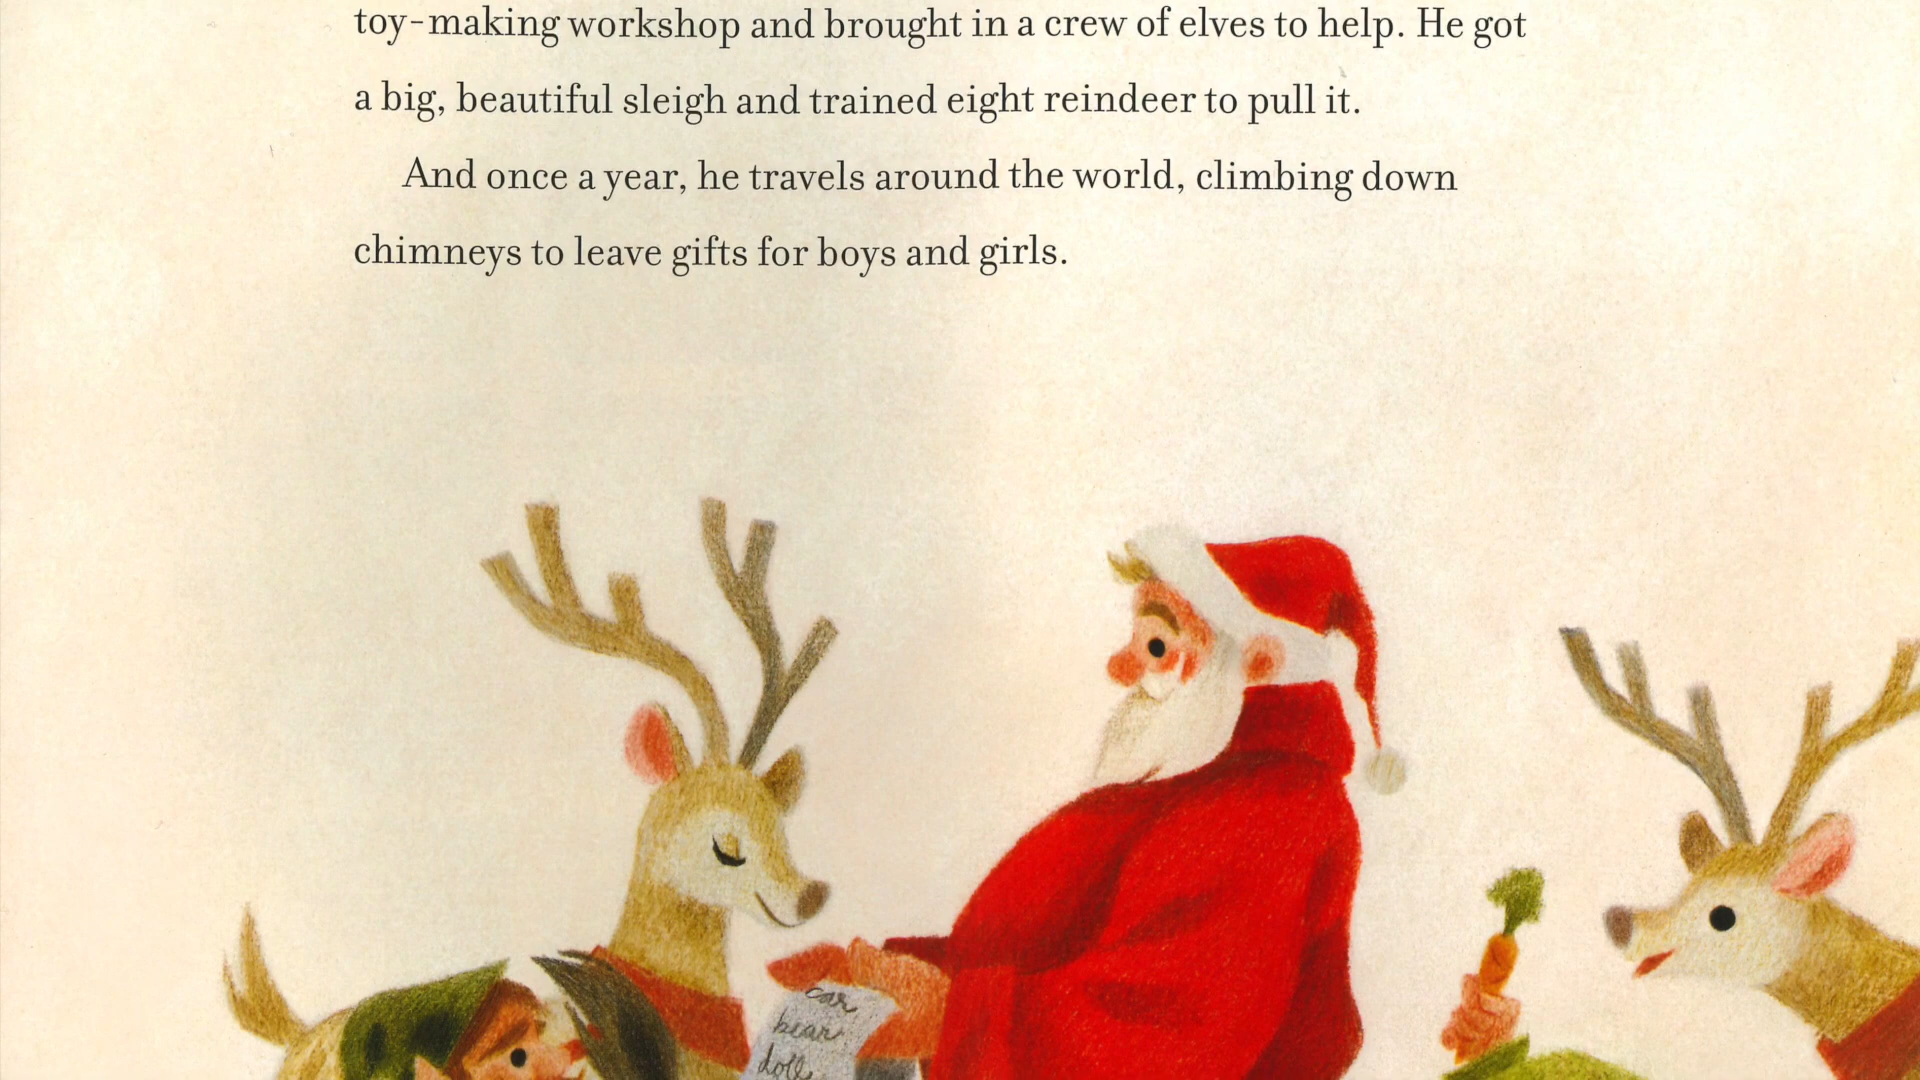 toy-making workshop and brought in a crew of elves to help. He got
a big, beautiful sleigh and trained eight reindeer to pull it.
And once a year, he travels around the world, climbing down
chimneys to leave gifts for boys and girls.
car
bear
doll